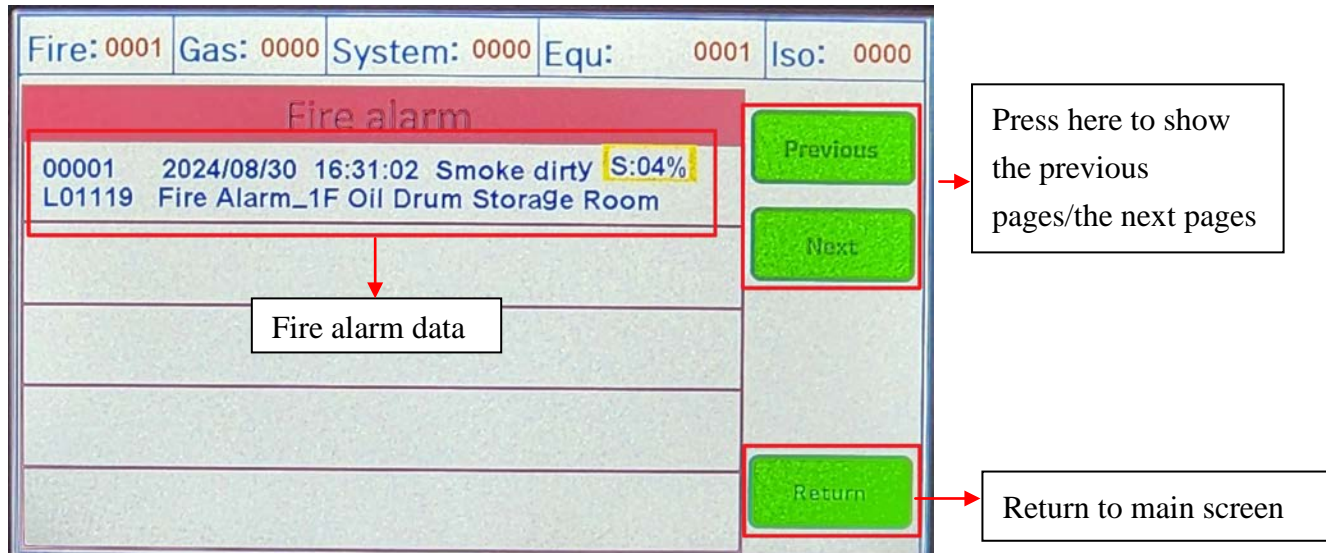 Fire: 0001 Gas: 0000 System: 0000 Equ: 0001 Iso: 0000
Fire alarm
00001 2024/08/30 16:31:02 Smoke dirty S:04%
L01119 Fire Alarm_1F Oil Drum Storage Room
Fire alarm data
Previous
Next
Return
Press here to show
the previous
pages/the next pages
Return to main screen